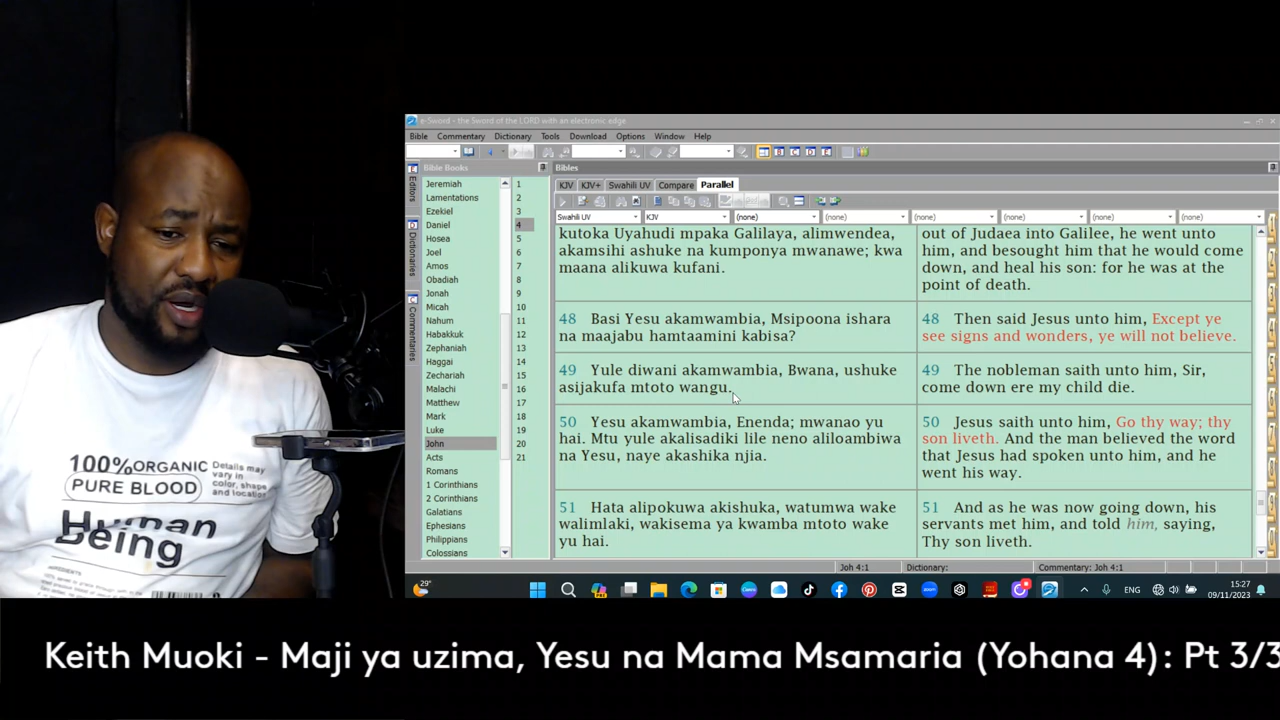 100% ORGANIC
PURE BLOOD
Details may
vary in
color, shape
and location
Human
Being
INGREDIENTS
e-Sword - the Sword of the LORD with an electronic edge
Bible Commentary Dictionary Tools Download Options Window Help
Bible Books
Bibles
KJV KJV+ Swahili UV Compare Parallel
Swahili UV KJV (none) (none) (none) (none) (none) (none)
Editors
Dictionaries
Commentaries
Jeremiah
Lamentations
Ezekiel
Daniel
Hosea
Joel
Amos
Obadiah
Jonah
Micah
Nahum
Habakkuk
Zephaniah
Haggai
Zechariah
Malachi
Matthew
Mark
Luke
John
Acts
Romans
1 Corinthians
2 Corinthians
Galatians
Ephesians
Philippians
Colossians
1
2
3
4
5
6
7
8
9
10
11
12
13
14
15
16
17
18
19
20
21
kutoka Uyahudi mpaka Galilaya, alimwendea,
akamsihi ashuke na kumponya mwanawe; kwa
maana alikuwa kufani.
48 Basi Yesu akamwambia, Msipoona ishara
na maajabu hamtaamini kabisa?
49 Yule diwani akamwambia, Bwana, ushuke
asijakufa mtoto wangu.
50 Yesu akamwambia, Enenda; mwanao yu
hai. Mtu yule akalisadiki lile neno aliloambiwa
na Yesu, naye akashika njia.
51 Hata alipokuwa akishuka, watumwa wake
walimlaki, wakisema ya kwamba mtoto wake
yu hai.
out of Judaea into Galilee, he went unto
him, and besought him that he would come
down, and heal his son: for he was at the
point of death.
48 Then said Jesus unto him, Except ye
see signs and wonders, ye will not believe.
49 The nobleman saith unto him, Sir,
come down ere my child die.
50 Jesus saith unto him, Go thy way; thy
son liveth. And the man believed the word
that Jesus had spoken unto him, and he
went his way.
51 And as he was now going down, his
servants met him, and told him, saying,
Thy son liveth.
Joh 4:1 Dictionary: Commentary: Joh 4:1
29°
ENG
15:27
09/11/2023
Keith Muoki - Maji ya uzima, Yesu na Mama Msamaria (Yohana 4): Pt 3/3